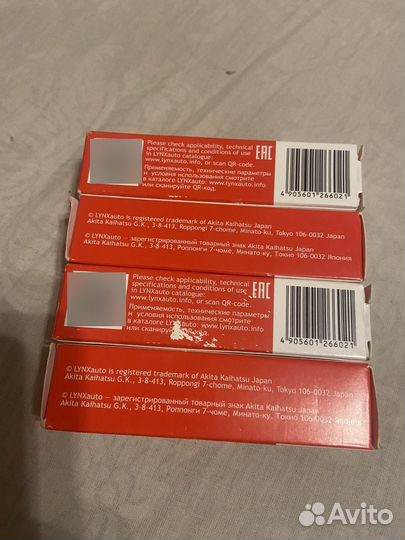 Please check applicability, technical
specifications and conditions of use
in LYNXauto catalogue:
www.lynxauto.info, or scan QR-code.
Применяемость, технические параметры
и условия использования смотрите
в каталоге LYNXauto: www.lynxauto.info
или сканируйте QR-код.
EAC
4 905601 266021
© LYNXauto is registered trademark of Akita Kaihatsu Japan
Akita Kaihatsu G.K., 3-8-413, Roppongi 7-chome, Minato-ku, Tokyo 106-0032 Japan
© LYNXauto — зарегистрированный товарный знак Akita Kaihatsu Japan
Akita Kaihatsu G.K., 3-8-413, Роппонги 7-чоме, Минато-ку, Токио 106-0032 Япония
Please check applicability, technical
specifications and conditions of use
in LYNXauto catalogue:
www.lynxauto.info, or scan QR-code.
Применяемость, технические параметры
и условия использования смотрите
в каталоге www.lynxauto.info
или сканируйте
EAC
4 905601 266021
© LYNXauto is registered trademark of Akita Kaihatsu Japan
Akita Kaihatsu G.K., 3-8-413, Roppongi 7-chome, Minato-ku, Tokyo 106-0032 Japan
© LYNXauto — зарегистрированный товарный знак Akita Kaihatsu Japan
Akita Kaihatsu G.K., 3-8-413, Роппонги 7-чоме, Минато-ку, Токио 106-0032
Avito